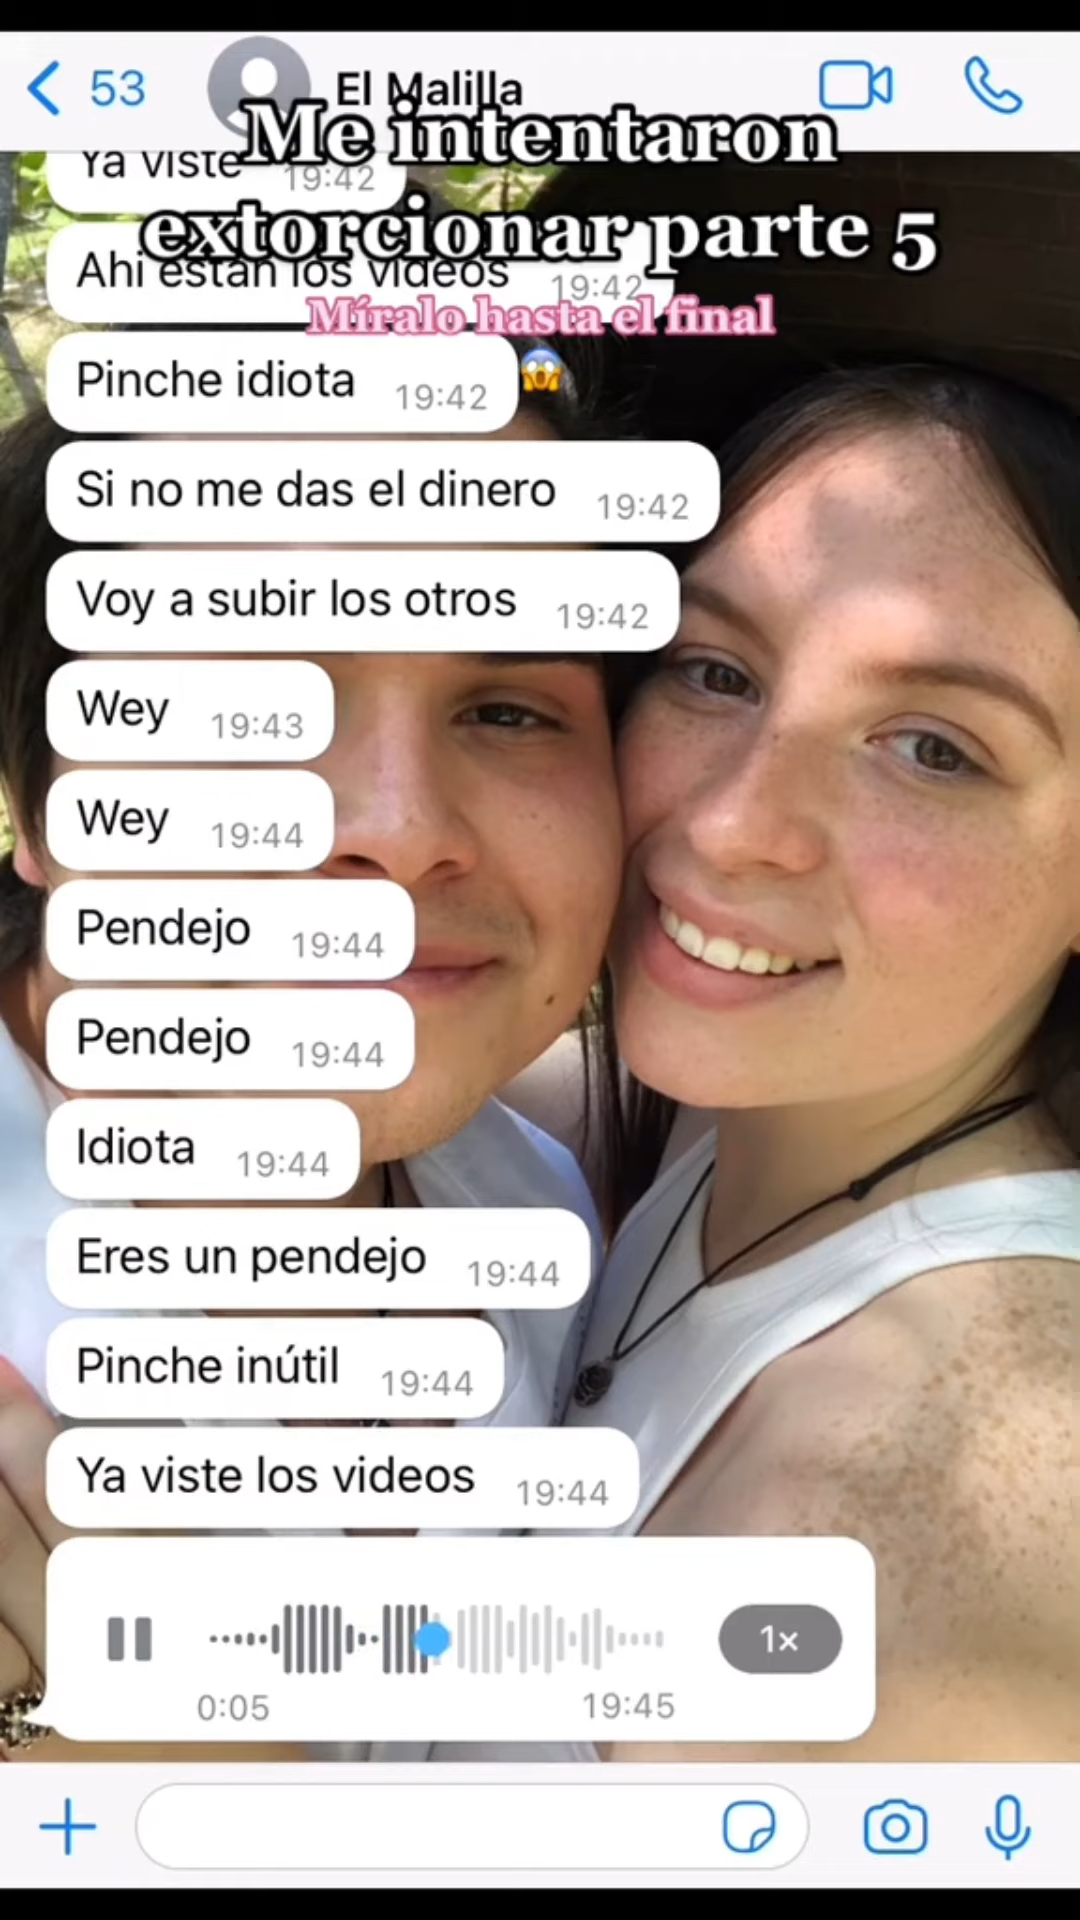 53
El Malilla
Me intentaron
extorcionar parte 5
Míralo hasta el final
Ya viste 19:42
Ahi están los videos 19:42
Pinche idiota 19:42
Si no me das el dinero 19:42
Voy a subir los otros 19:42
Wey 19:43
Wey 19:44
Pendejo 19:44
Pendejo 19:44
Idiota 19:44
Eres un pendejo 19:44
Pinche inútil 19:44
Ya viste los videos 19:44
1x
0:05 19:45